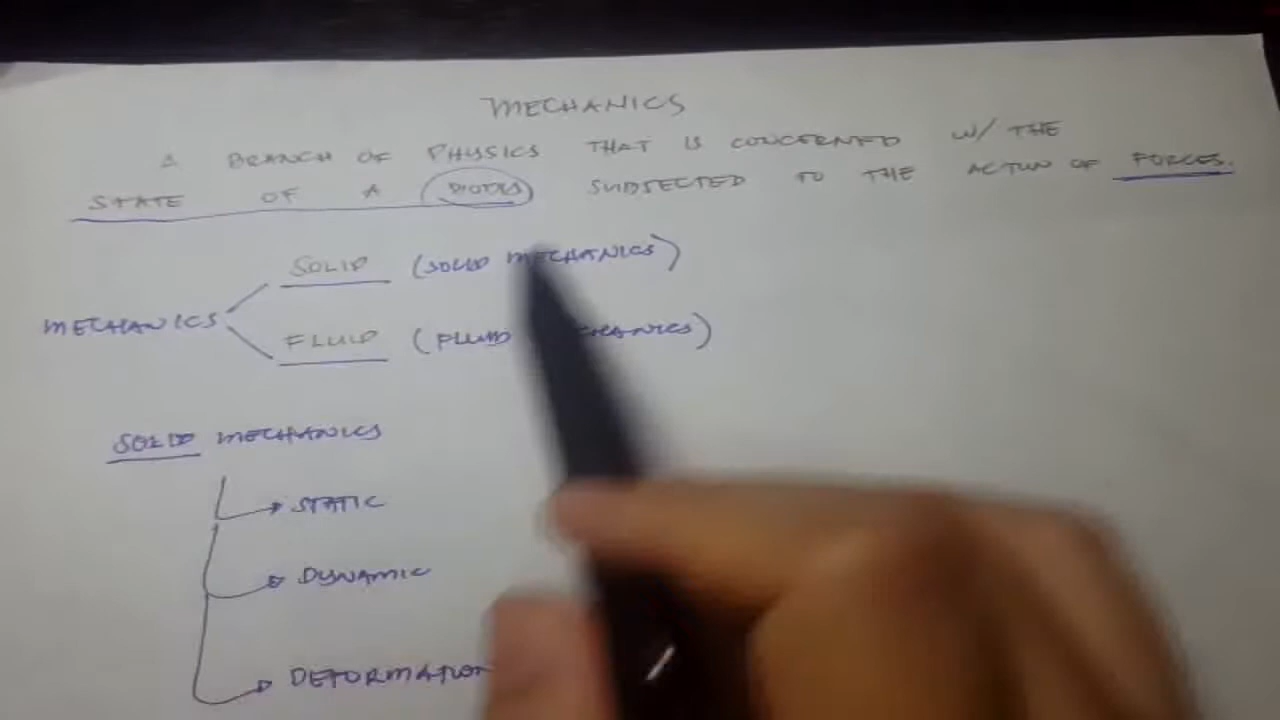 MECHANICS
A BRANCH OF PHYSICS THAT IS CONCERNED W/ THE
STATE OF A SUBJECTED TO THE ACTION OF FORCES.
SOLID (SOLID MECHANICS)
MECHANICS
FLUID (FLUID MECHANICS)
SOLID MECHANICS
STATIC
DYNAMIC
DEFORMATION